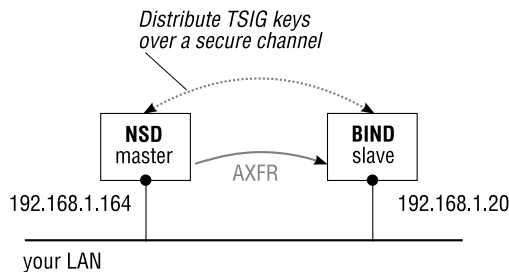 Distribute TSIG keys
over a secure channel
NSD
master
BIND
slave
AXFR
192.168.1.164
192.168.1.20
your LAN